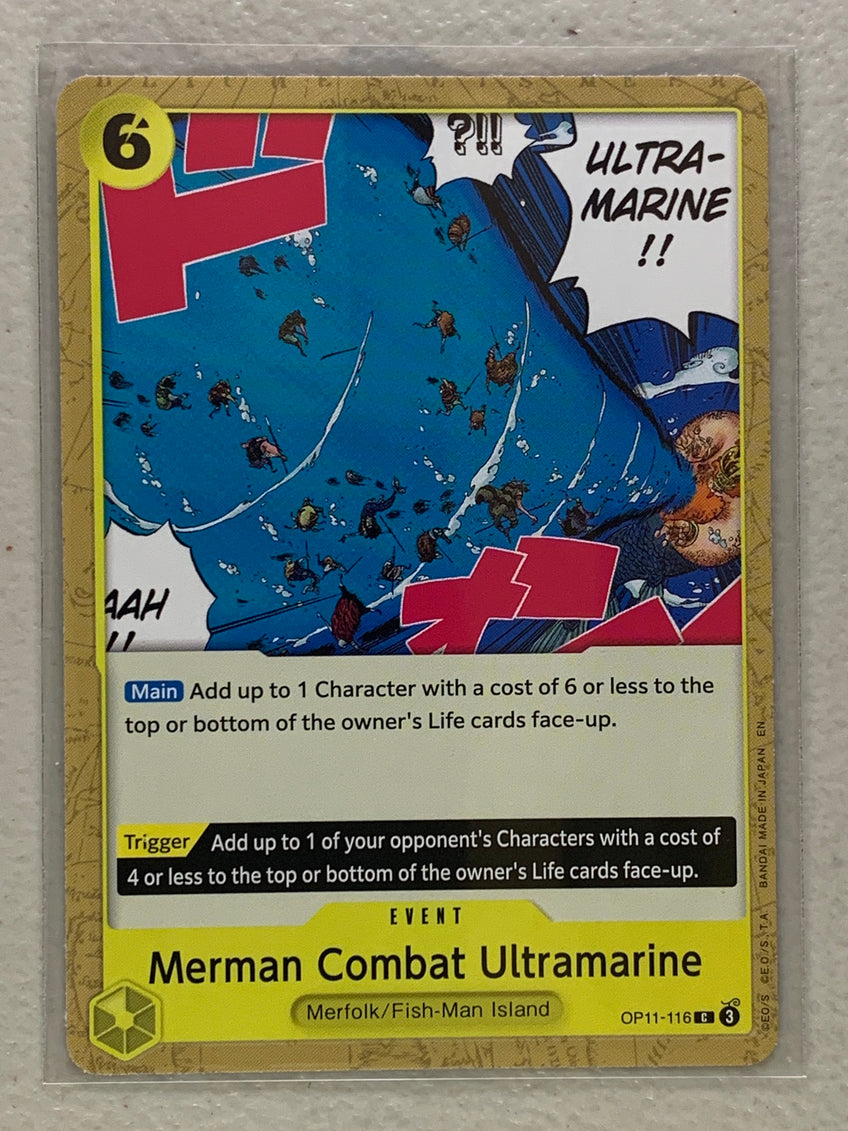 6
?!!
ULTRA-
MARINE
!!
AAH
!!
Main Add up to 1 Character with a cost of 6 or less to the
top or bottom of the owner's Life cards face-up.
Trigger Add up to 1 of your opponent's Characters with a cost of
4 or less to the top or bottom of the owner's Life cards face-up.
EVENT
Merman Combat Ultramarine
Merfolk/Fish-Man Island
OP11-116 C 3
©EO/S ©E.O./S.,T.A. BANDAI MADE IN JAPAN EN